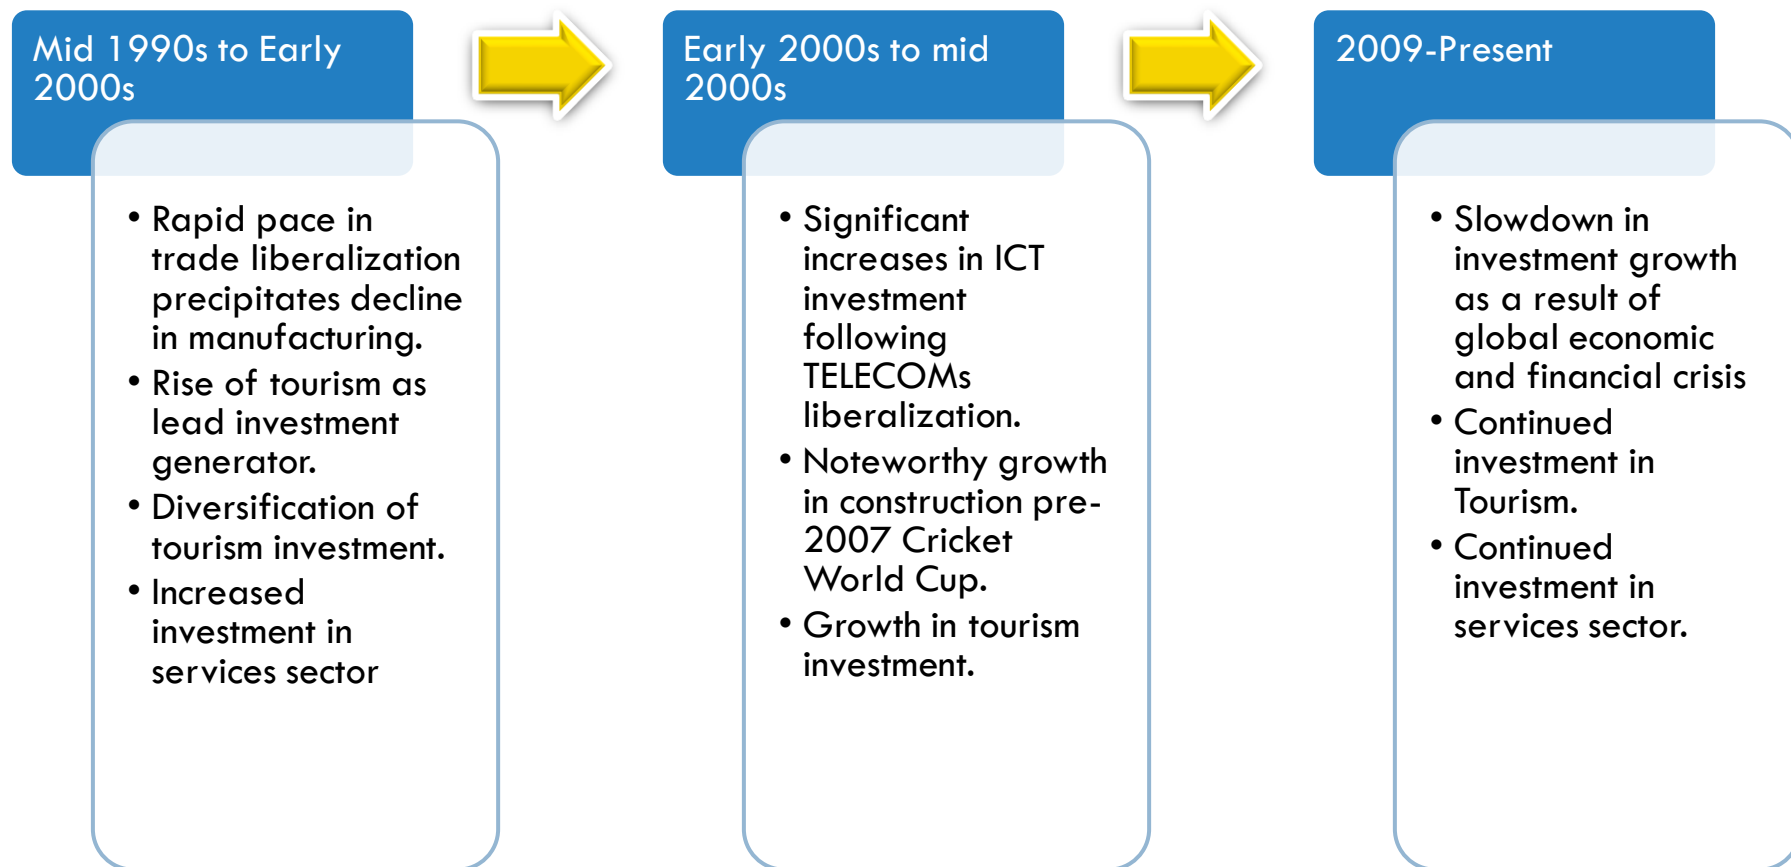 Mid 1990s to Early
2000s
• Rapid pace in
trade liberalization
precipitates decline
in manufacturing.
• Rise of tourism as
lead investment
generator.
• Diversification of
tourism investment.
• Increased
investment in
services sector
Early 2000s to mid
2000s
• Significant
increases in ICT
investment
following
TELECOMs
liberalization.
• Noteworthy growth
in construction pre-
2007 Cricket
World Cup.
• Growth in tourism
investment.
2009-Present
• Slowdown in
investment growth
as a result of
global economic
and financial crisis
• Continued
investment in
Tourism.
• Continued
investment in
services sector.